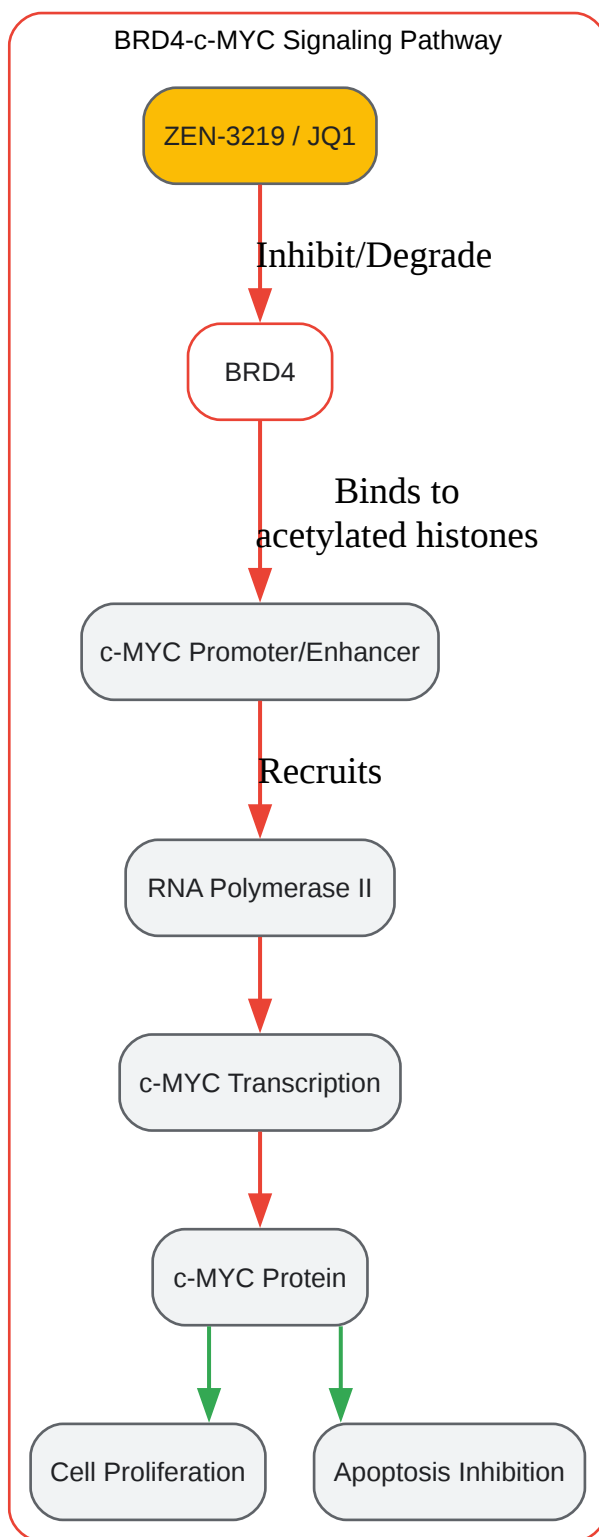 BRD4-c-MYC Signaling Pathway
ZEN-3219 / JQ1
Inhibit/Degrade
BRD4
Binds to
acetylated histones
c-MYC Promoter/Enhancer
Recruits
RNA Polymerase II
c-MYC Transcription
c-MYC Protein
Cell Proliferation
Apoptosis Inhibition